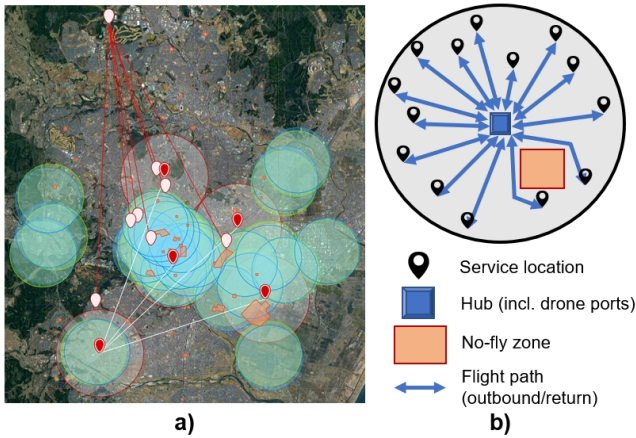 b)
Service location
Hub (incl. drone ports)
No-fly zone
Flight path
(outbound/return)
a)
b)